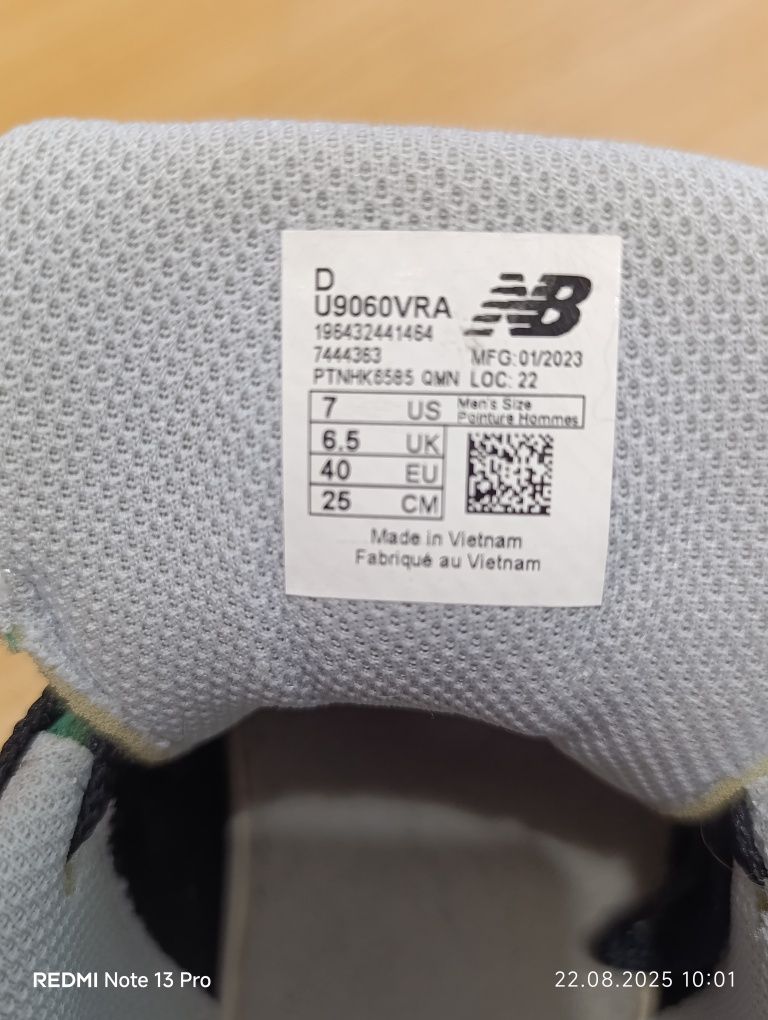 D
U9060VRA
NB
196432441464
7444363 MFG:01/2023
PTNHK6585 QMN LOC: 22
7 US Men's Size
Pointure Hommes
6.5 UK
40 EU
25 CM
Made in Vietnam
Fabriqué au Vietnam
REDMI Note 13 Pro 22.08.2025 10:01